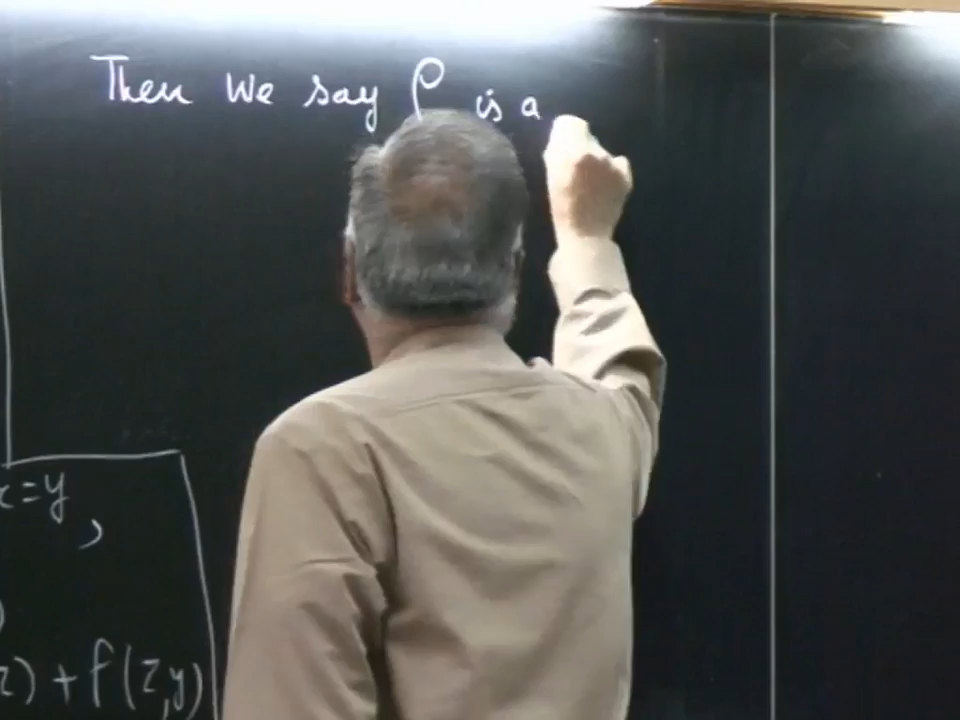 Then We say ρ is a
x=y
,
z) + ρ(z,y)